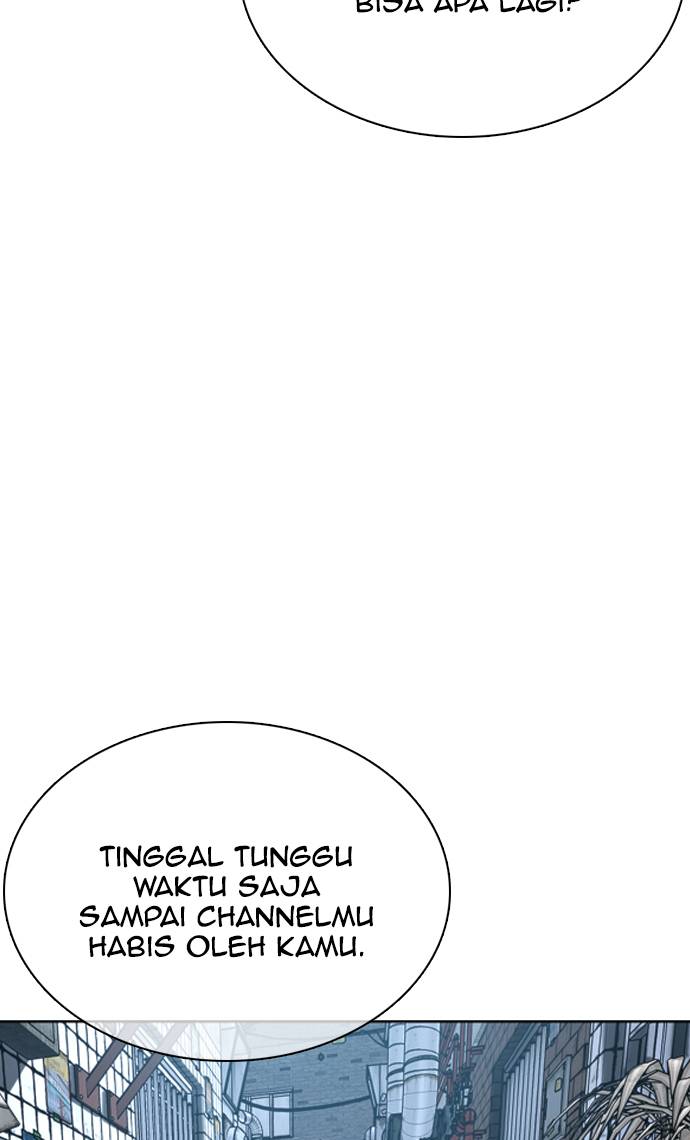 BISA APA LAGI?
TINGGAL TUNGGU
WAKTU SAJA
SAMPAI CHANNELMU
HABIS OLEH KAMU.